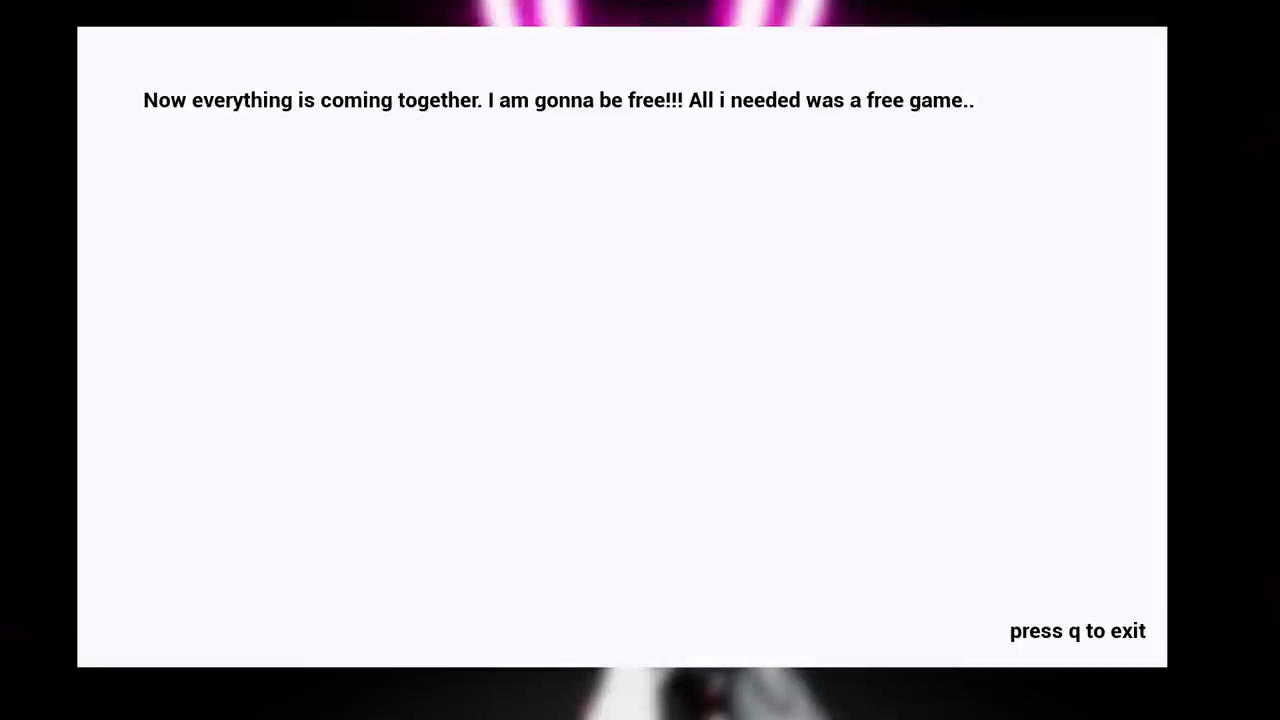 Now everything is coming together. I am gonna be free!!! All i needed was a free game..
press q to exit